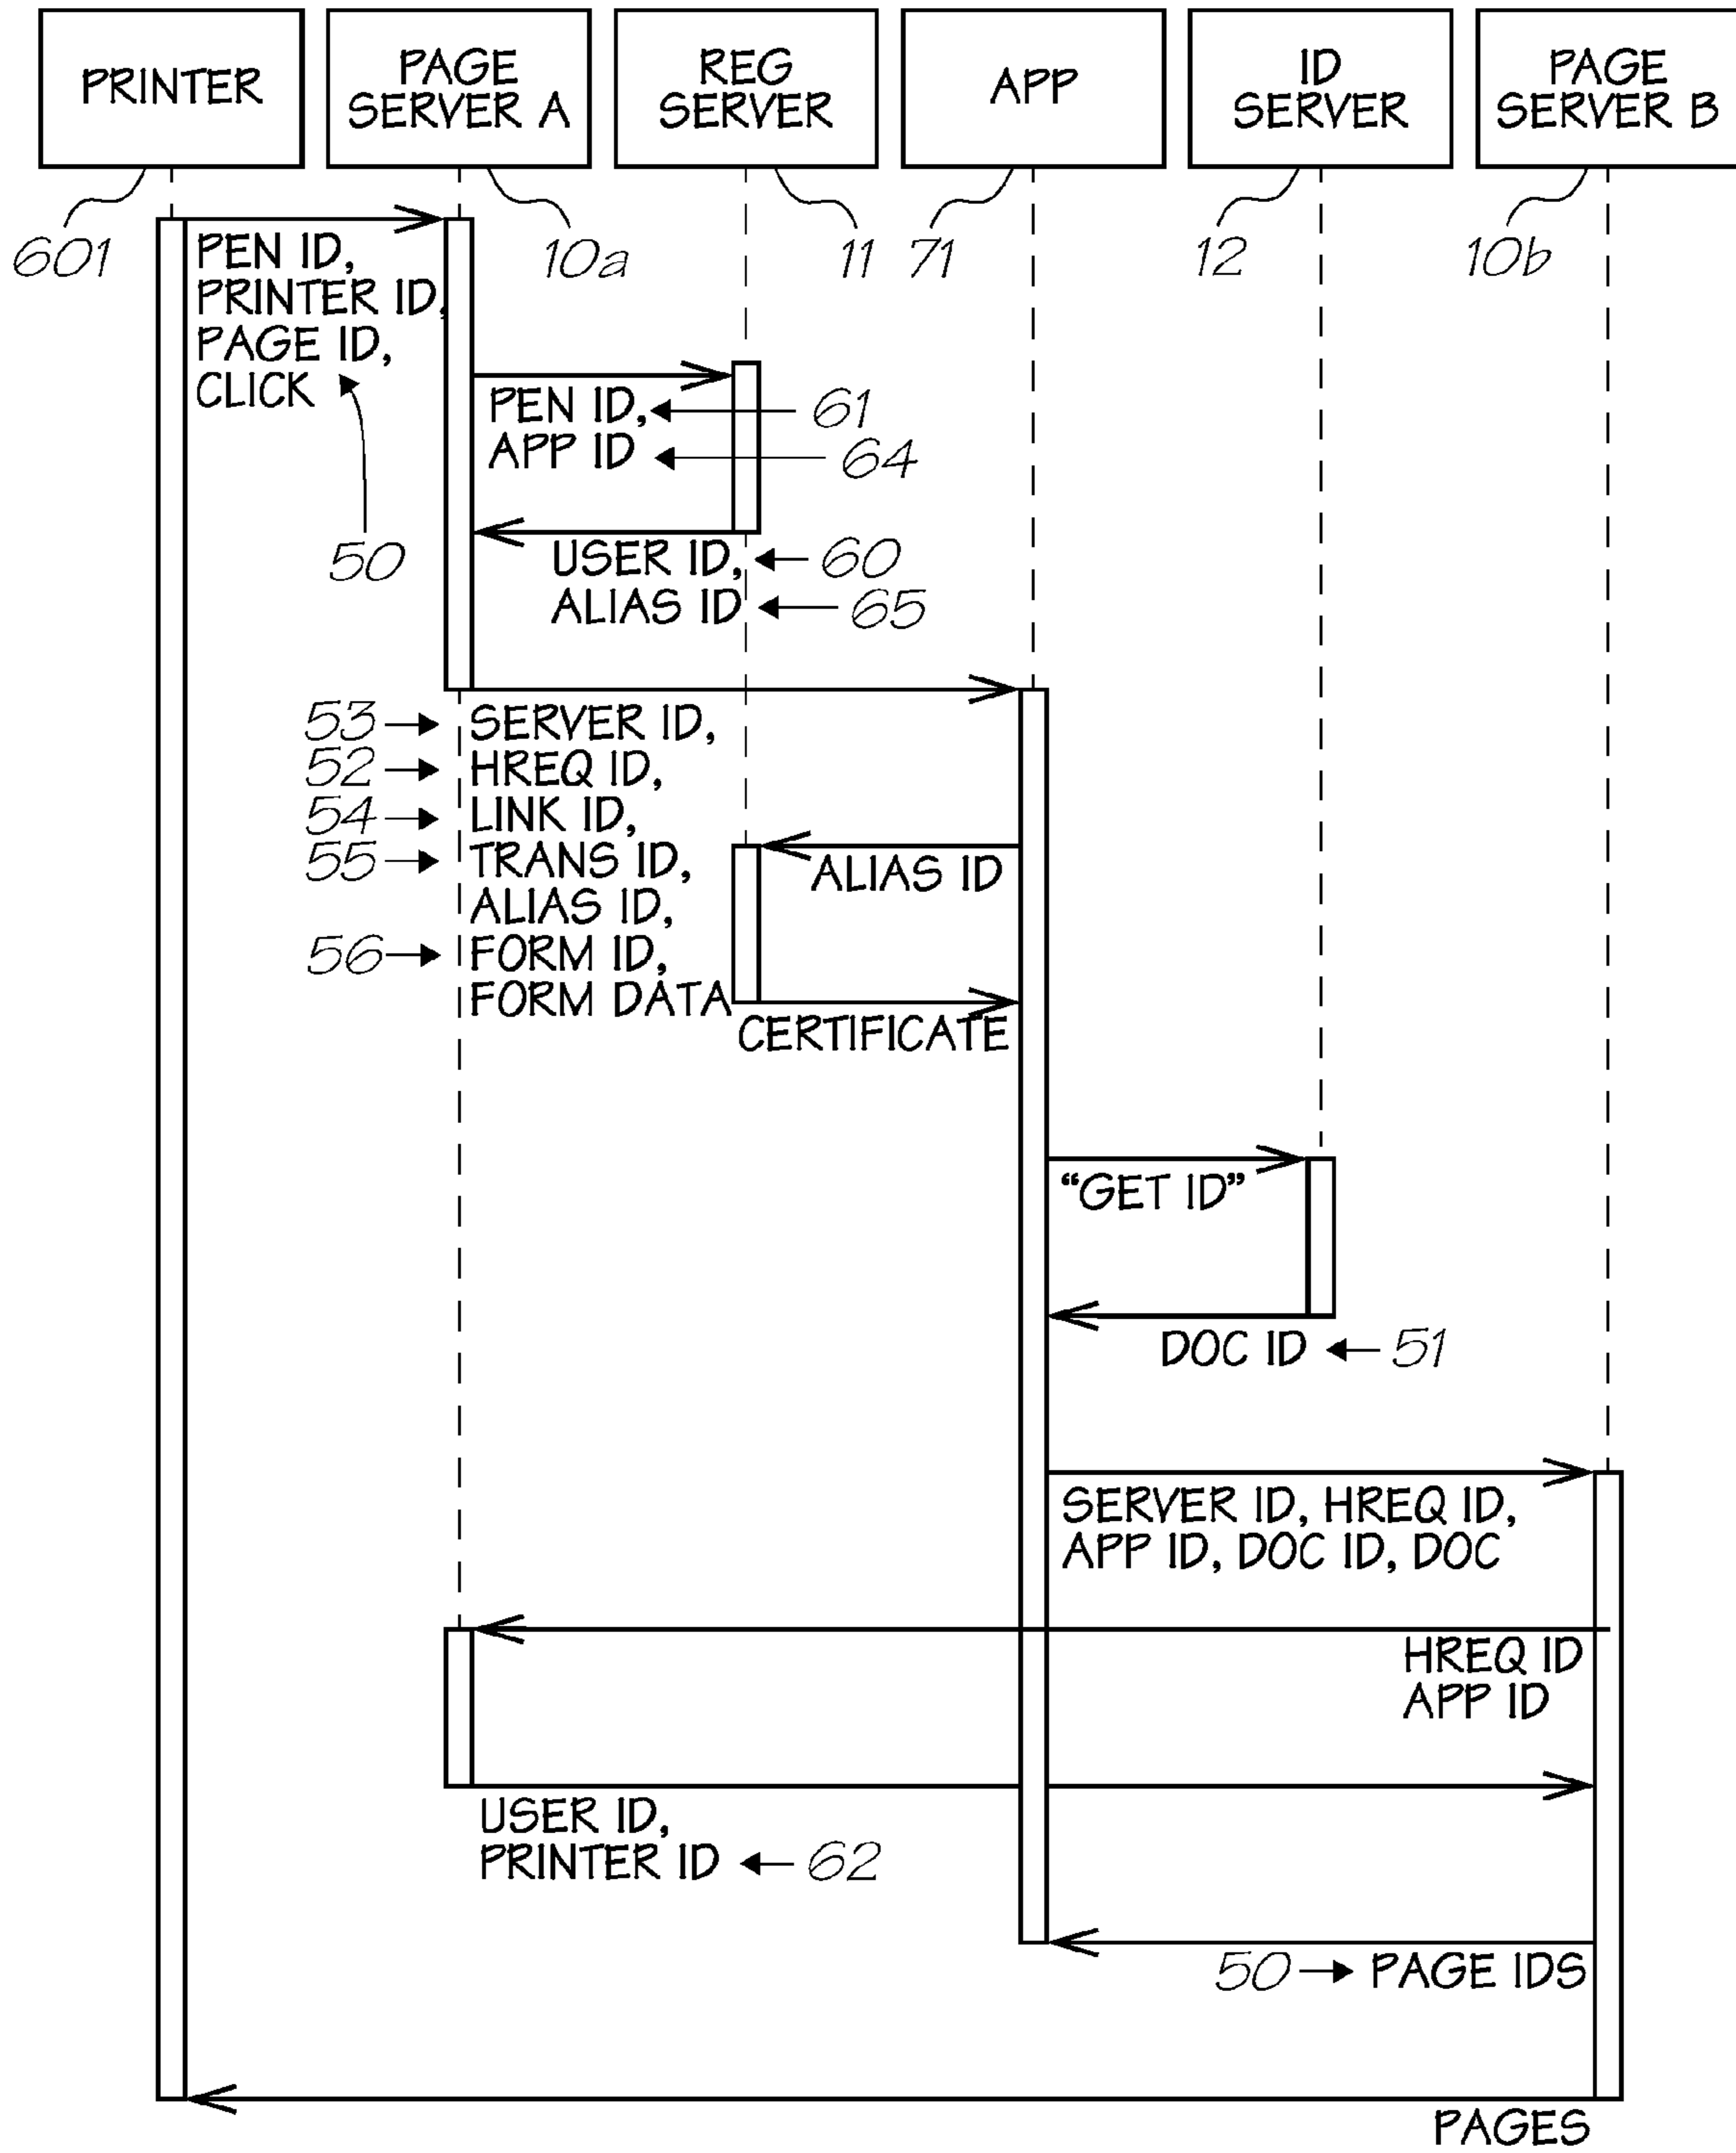 PRINTER
PAGE
SERVER A
REG
SERVER
APP
ID
SERVER
PAGE
SERVER B
601
10a
11
71
12
10b
PEN ID,
PRINTER ID,
PAGE ID,
CLICK
50
PEN ID,
61
APP ID
64
USER ID,
60
ALIAS ID
65
53
SERVER ID,
52
HREQ ID,
54
LINK ID,
55
TRANS ID,
ALIAS ID,
56
FORM ID,
FORM DATA
ALIAS ID
CERTIFICATE
“GET ID”
DOC ID
51
SERVER ID, HREQ ID,
APP ID, DOC ID, DOC
HREQ ID
APP ID
USER ID,
PRINTER ID
62
50
PAGE IDS
PAGES